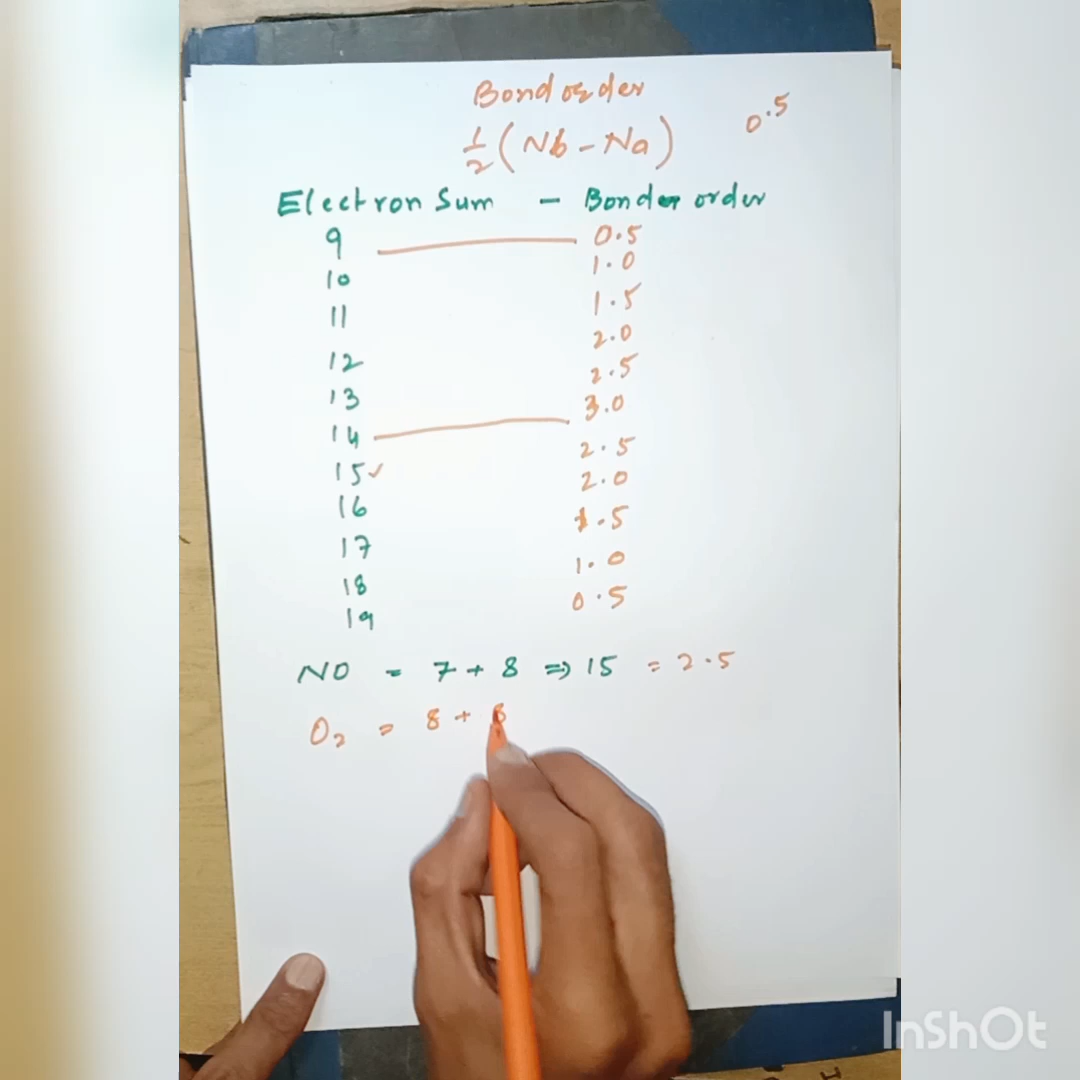 Bond order
1/2 (Nb - Na) 0.5
Electron Sum - Bonder order
9 0.5
10 1.0
11 1.5
12 2.0
13 2.5
14 3.0
15✓ 2.5
16 2.0
17 1.5
18 1.0
19 0.5
NO = 7 + 8 ⇒ 15 = 2.5
O2 = 8 + 8
InShOt